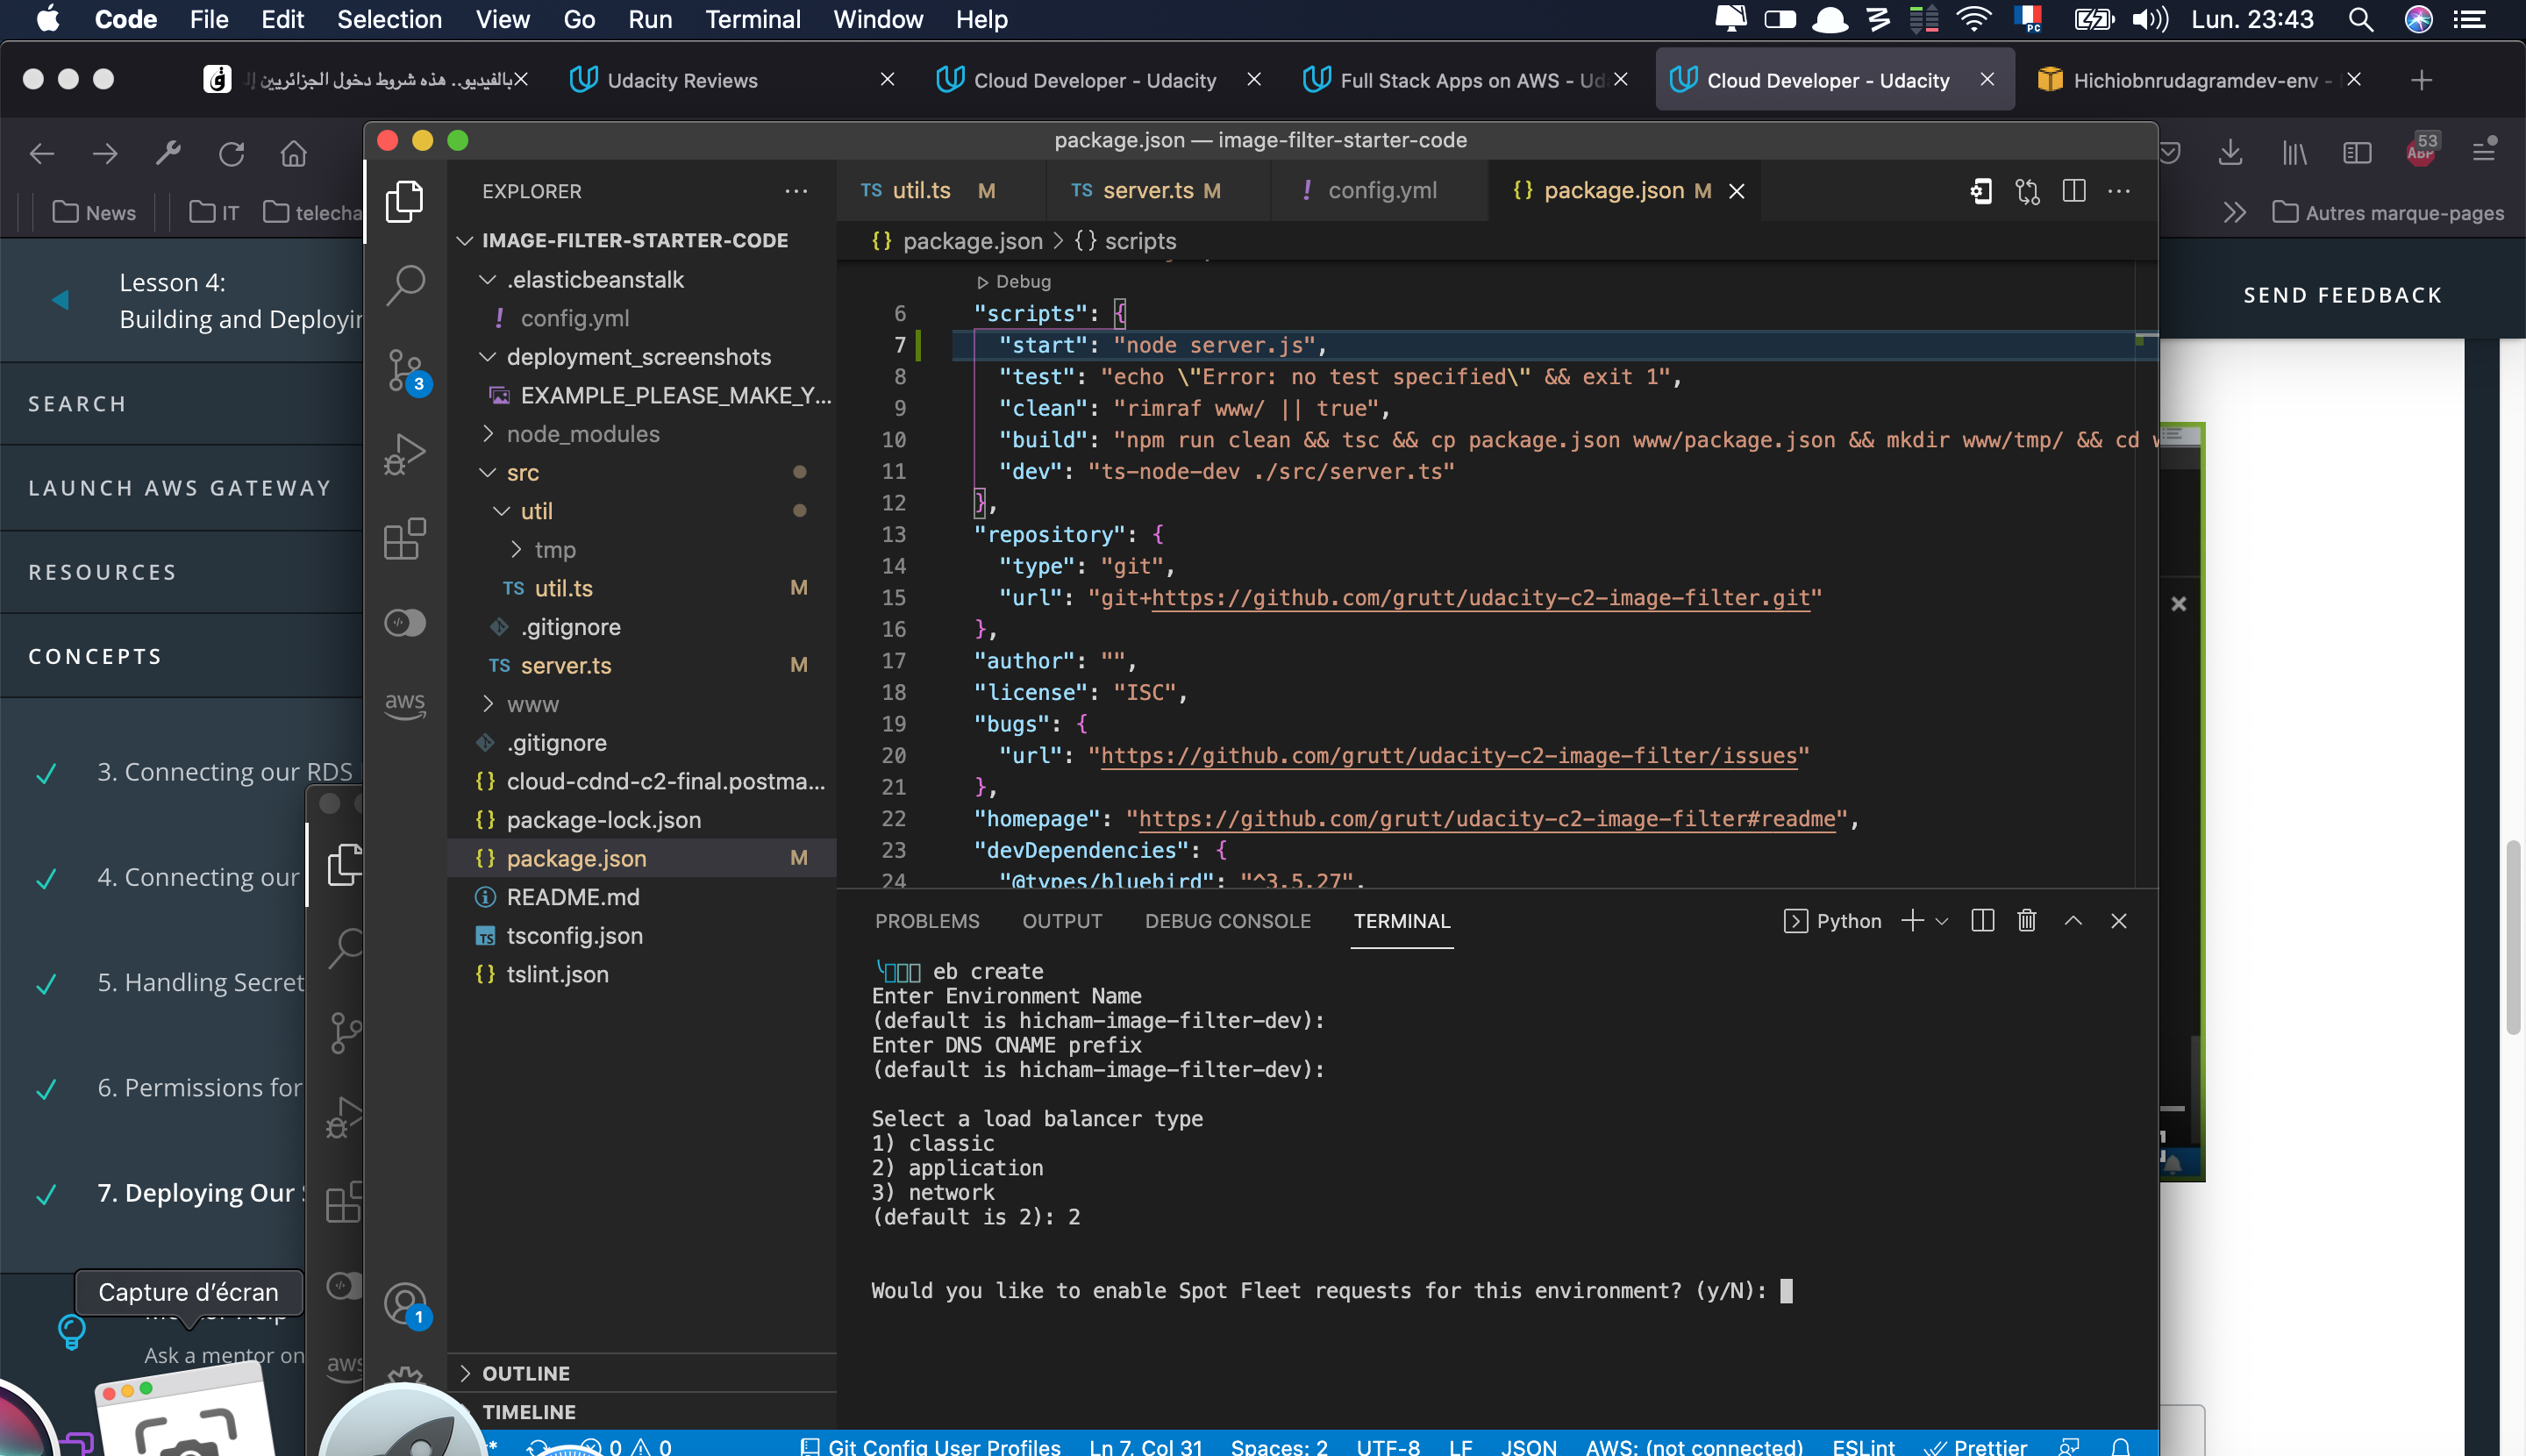 Code File Edit Selection View Go Run Terminal Window Help Lun. 23:43
بالفيديو.. هذه شروط دخول الجزائريين إل Udacity Reviews Cloud Developer - Udacity Full Stack Apps on AWS - Ud Cloud Developer - Udacity Hichiobnrudagramdev-env -
ABP 53
News IT telecha Autres marque-pages
Lesson 4:
Building and Deployin
SEARCH
LAUNCH AWS GATEWAY
RESOURCES
CONCEPTS
3. Connecting our RDS
4. Connecting our
5. Handling Secret
6. Permissions for
7. Deploying Our
Capture d'écran
Ask a mentor on
SEND FEEDBACK
package.json — image-filter-starter-code
EXPLORER
IMAGE-FILTER-STARTER-CODE
.elasticbeanstalk
! config.yml
deployment_screenshots
EXAMPLE_PLEASE_MAKE_Y...
node_modules
src
util
tmp
TS util.ts M
.gitignore
TS server.ts M
www
.gitignore
{} cloud-cdnd-c2-final.postma...
{} package-lock.json
{} package.json M
README.md
TS tsconfig.json
{} tslint.json
OUTLINE
TIMELINE
3
aws
1
aws
TS util.ts M TS server.ts M ! config.yml {} package.json M
{} package.json > {} scripts
Debug
6 "scripts": {
7 "start": "node server.js",
8 "test": "echo \"Error: no test specified\" && exit 1",
9 "clean": "rimraf www/ || true",
10 "build": "npm run clean && tsc && cp package.json www/package.json && mkdir www/tmp/ && cd w
11 "dev": "ts-node-dev ./src/server.ts"
12 },
13 "repository": {
14 "type": "git",
15 "url": "git+https://github.com/grutt/udacity-c2-image-filter.git"
16 },
17 "author": "",
18 "license": "ISC",
19 "bugs": {
20 "url": "https://github.com/grutt/udacity-c2-image-filter/issues"
21 },
22 "homepage": "https://github.com/grutt/udacity-c2-image-filter#readme",
23 "devDependencies": {
24 "@types/bluebird": "^3.5.27",
PROBLEMS OUTPUT DEBUG CONSOLE TERMINAL Python
eb create
Enter Environment Name
(default is hicham-image-filter-dev):
Enter DNS CNAME prefix
(default is hicham-image-filter-dev):
Select a load balancer type
1) classic
2) application
3) network
(default is 2): 2
Would you like to enable Spot Fleet requests for this environment? (y/N):
* 0 0 Git Config User Profiles Ln 7, Col 31 Spaces: 2 UTF-8 LF JSON AWS: (not connected) ESLint Prettier